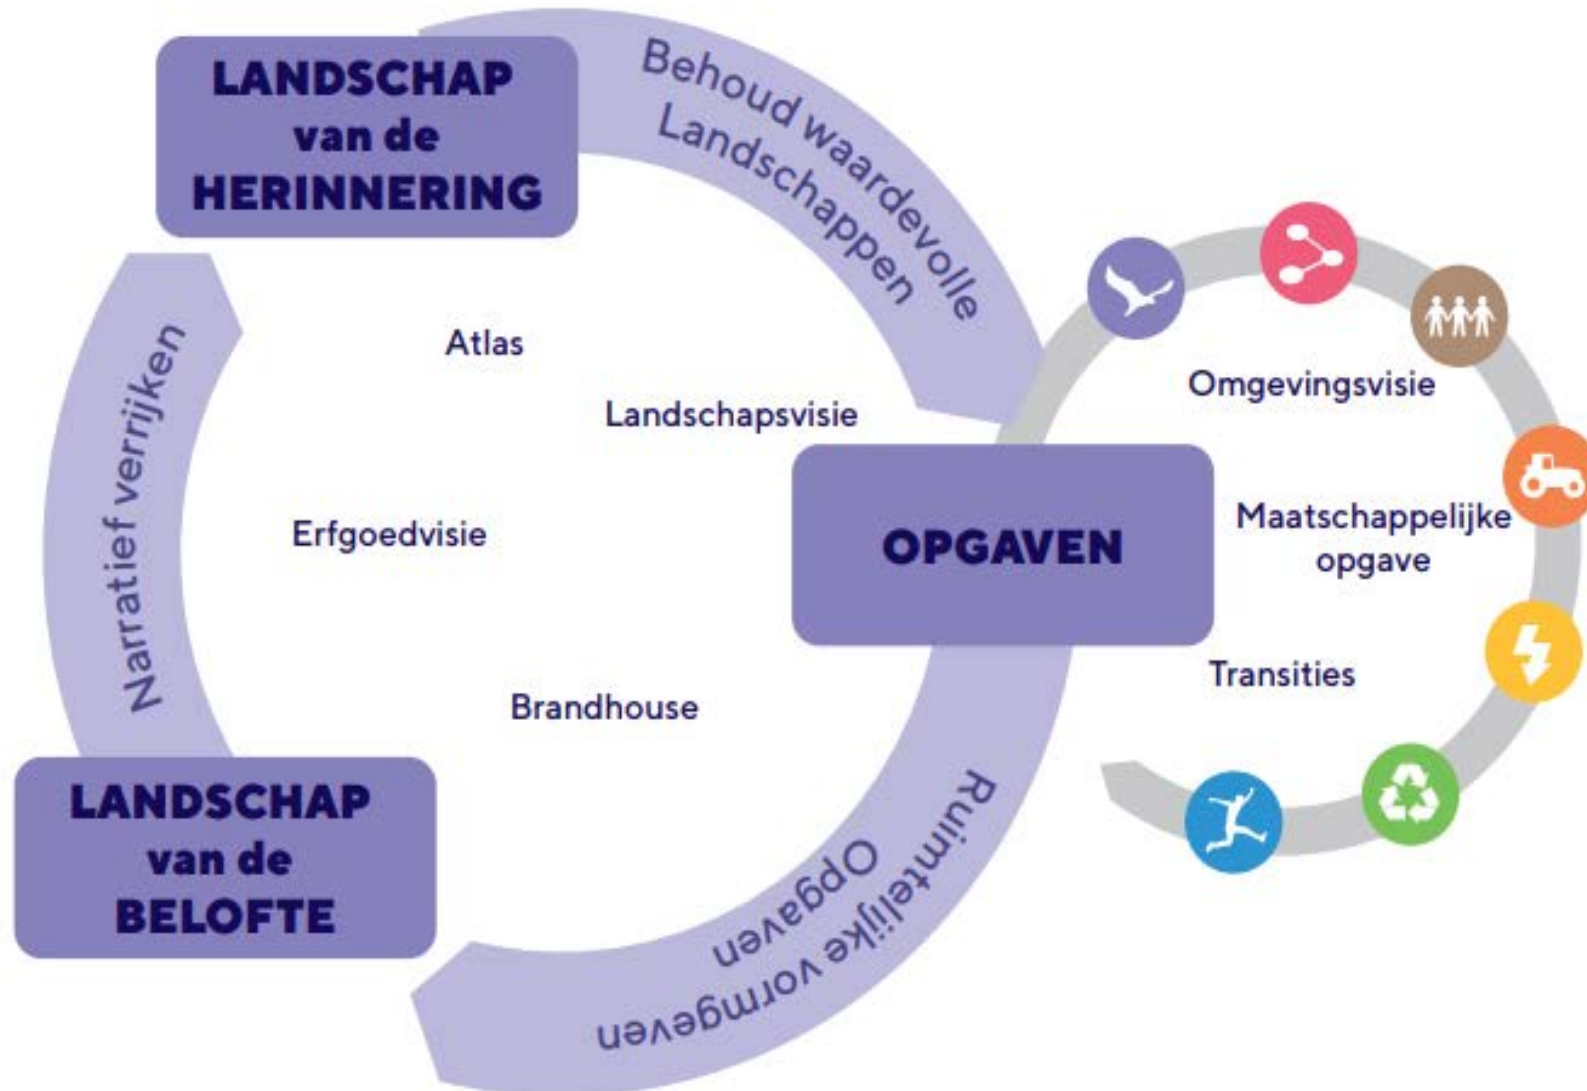 LANDSCHAP
van de
HERINNERING
Behoud waardevolle
Landschappen
Atlas
Landschapsvisie
Erfgoedvisie
Brandhouse
Narratief verrijken
OPGAVEN
Omgevingsvisie
Maatschappelijke
opgave
Transities
LANDSCHAP
van de
BELOFTE
Ruimtelijke vormgeven
Opgaven